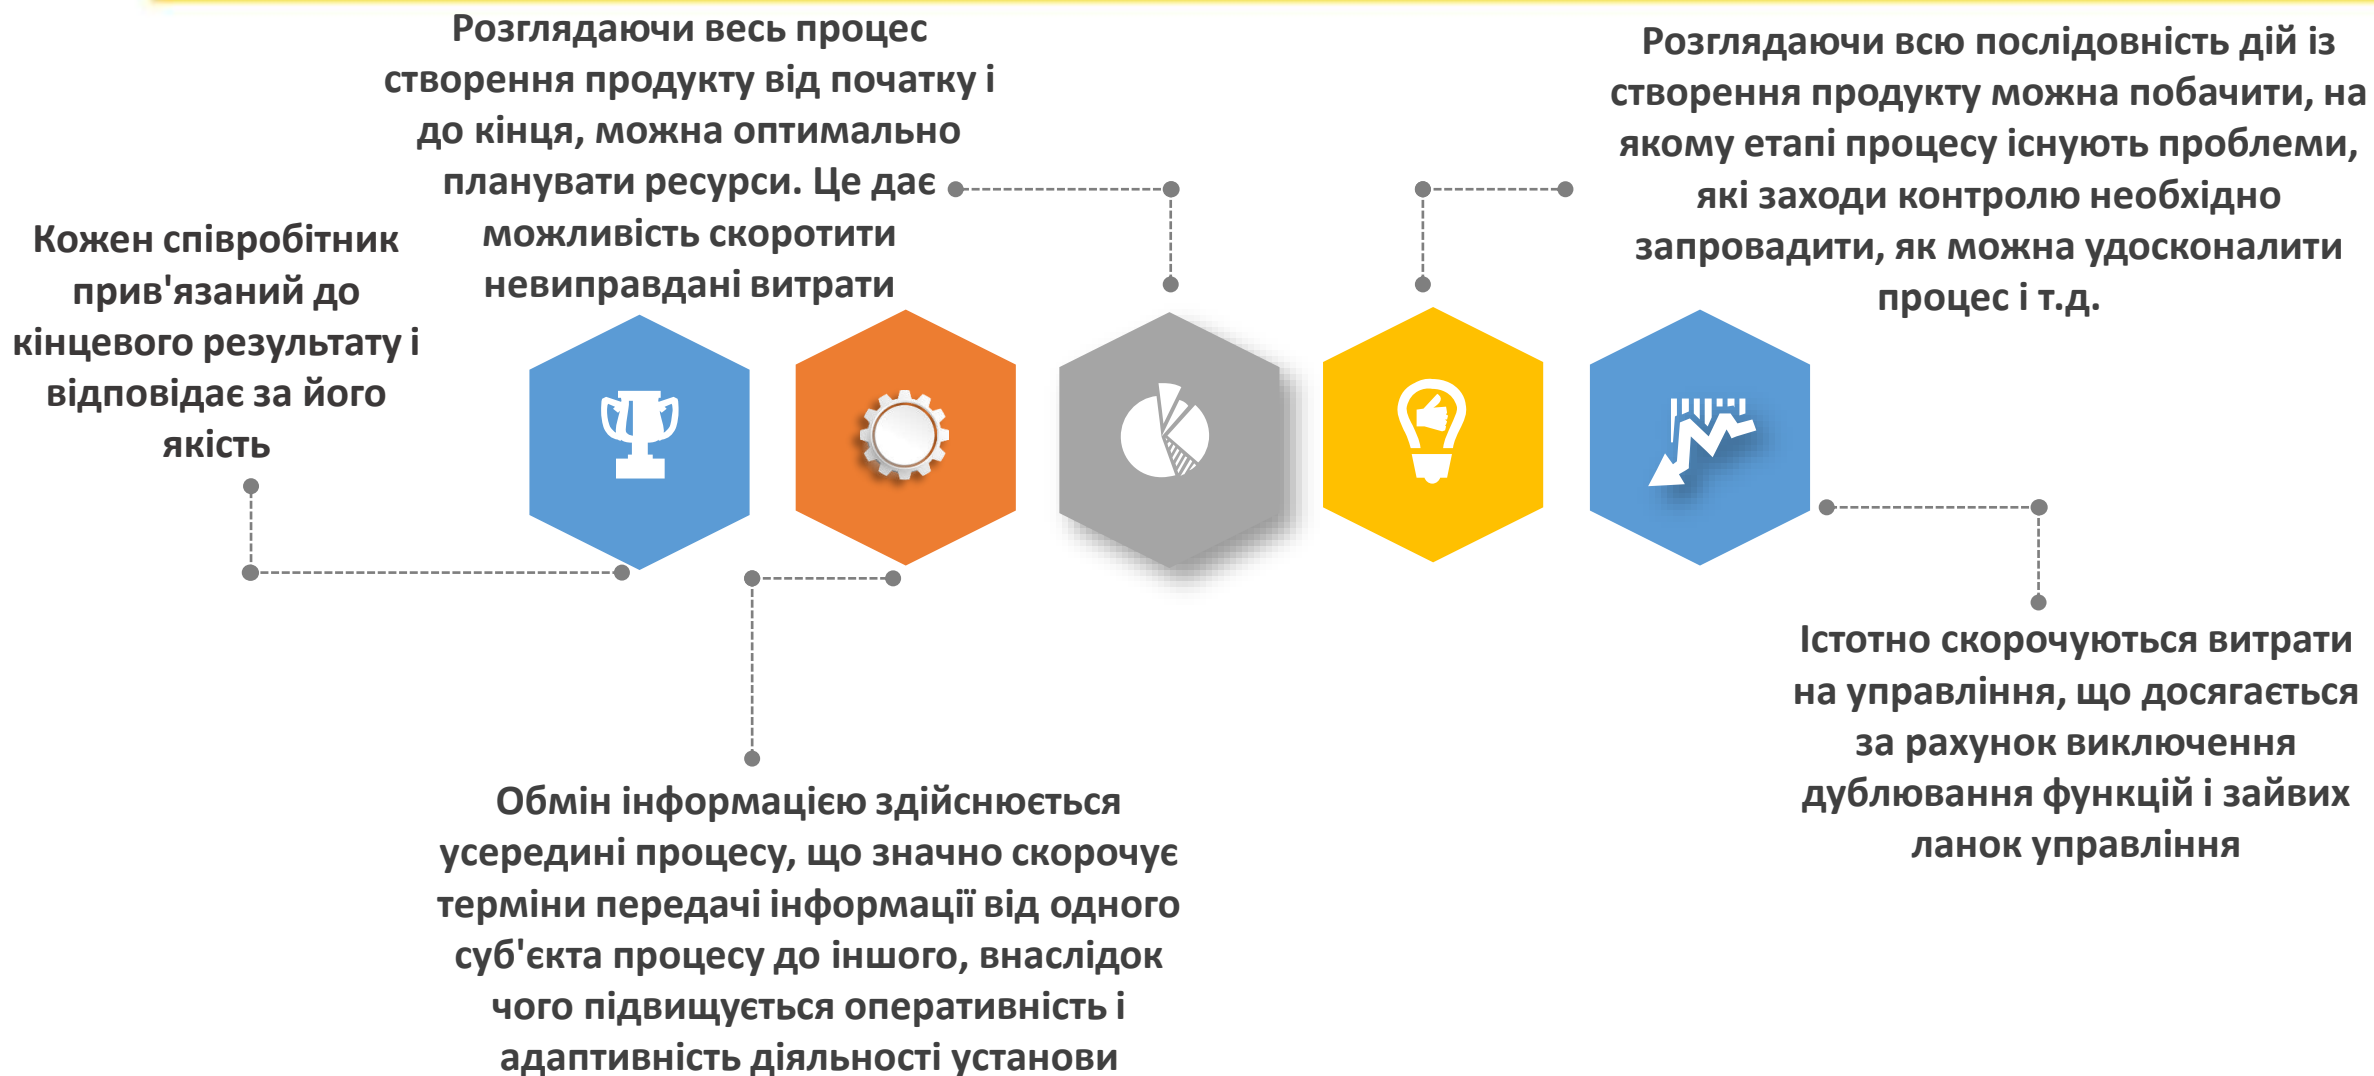 Кожен співробітник
прив'язаний до
кінцевого результату і
відповідає за його
якість
Розглядаючи весь процес
створення продукту від початку і
до кінця, можна оптимально
планувати ресурси. Це дає
можливість скоротити
невиправдані витрати
Розглядаючи всю послідовність дій із
створення продукту можна побачити, на
якому етапі процесу існують проблеми,
які заходи контролю необхідно
запровадити, як можна удосконалити
процес і т.д.
Обмін інформацією здійснюється
усередині процесу, що значно скорочує
терміни передачі інформації від одного
суб'єкта процесу до іншого, внаслідок
чого підвищується оперативність і
адаптивність діяльності установи
Істотно скорочуються витрати
на управління, що досягається
за рахунок виключення
дублювання функцій і зайвих
ланок управління